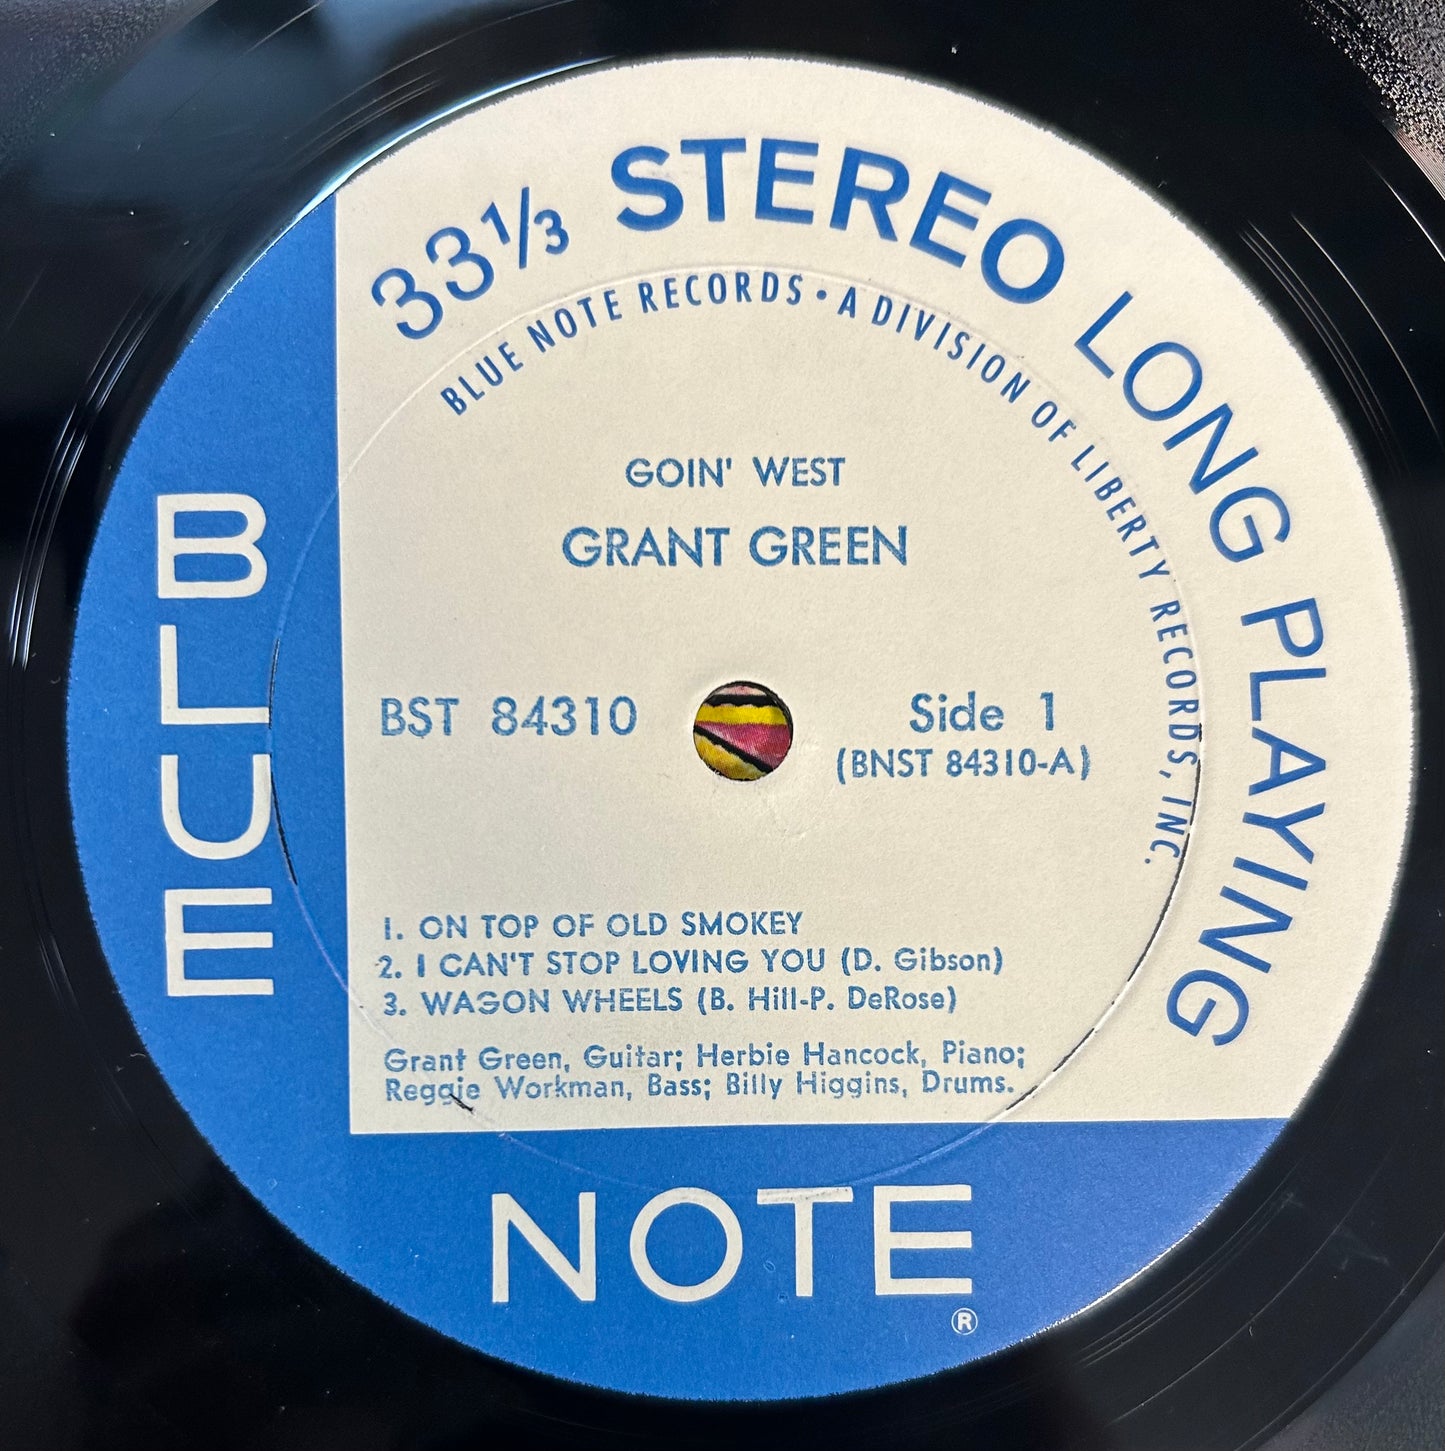 33⅓ STEREO LONG PLAYING
BLUE NOTE RECORDS • A DIVISION OF LIBERTY RECORDS, INC.
GOIN' WEST
GRANT GREEN
BST 84310
Side 1
(BNST 84310-A)
1. ON TOP OF OLD SMOKEY
2. I CAN'T STOP LOVING YOU (D. Gibson)
3. WAGON WHEELS (B. Hill-P. DeRose)
Grant Green, Guitar; Herbie Hancock, Piano;
Reggie Workman, Bass; Billy Higgins, Drums.
BLUE
NOTE
®